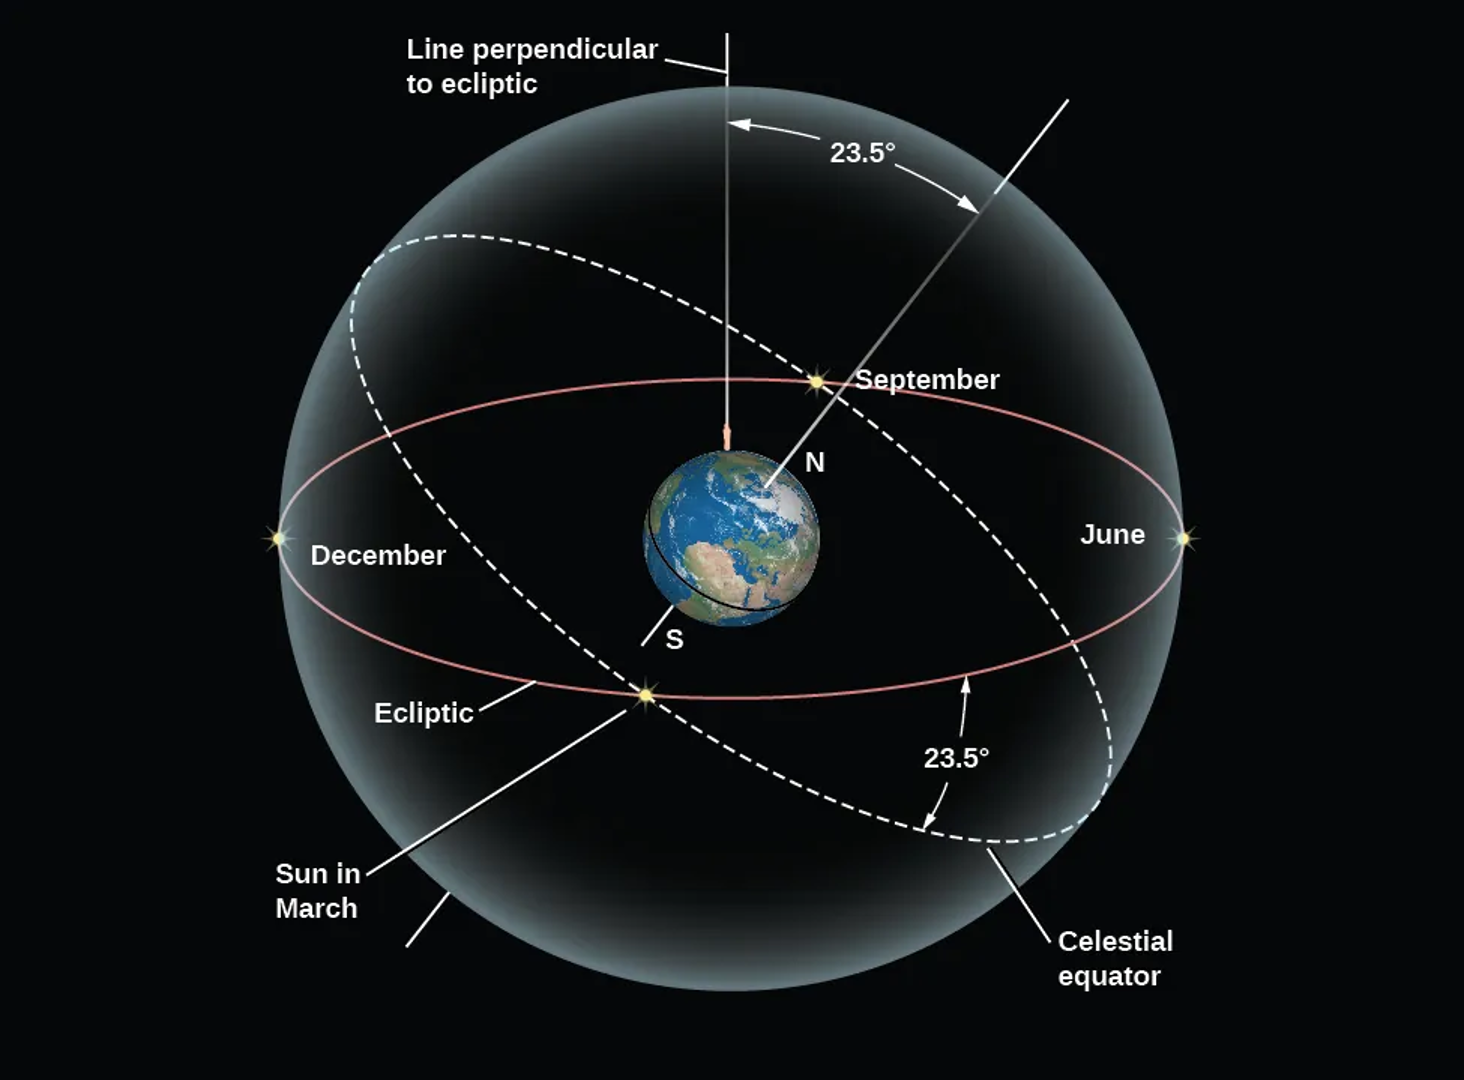 Line perpendicular
to ecliptic
23.5°
September
N
June
December
S
Ecliptic
23.5°
Sun in
March
Celestial
equator